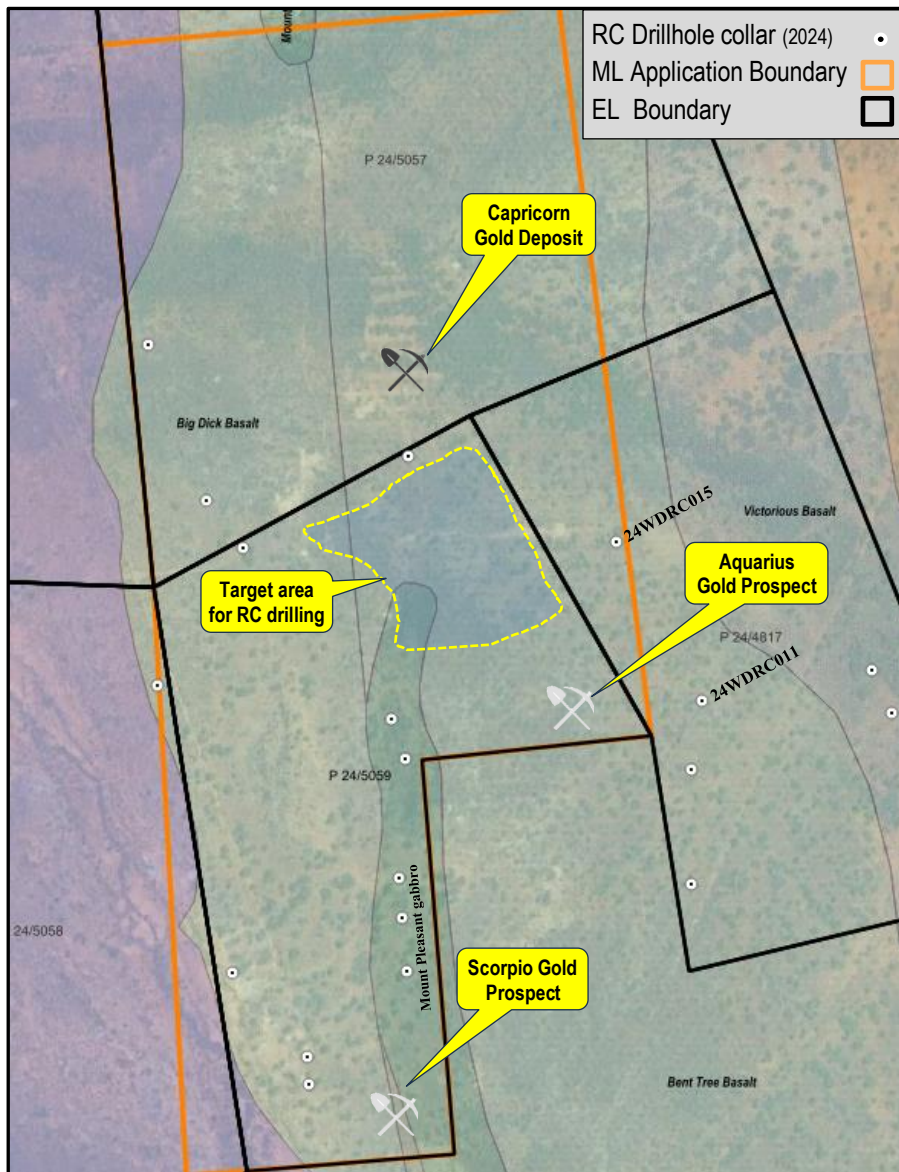 RC Drillhole collar (2024)
ML Application Boundary
EL Boundary
Mount
P 24/5057
Capricorn
Gold Deposit
Big Dick Basalt
24WDRC015
Victorious Basalt
Aquarius
Gold Prospect
Target area
for RC drilling
P 24/4817
24WDRC011
P 24/5059
Mount Pleasant gabbro
24/5058
Scorpio Gold
Prospect
Bent Tree Basalt